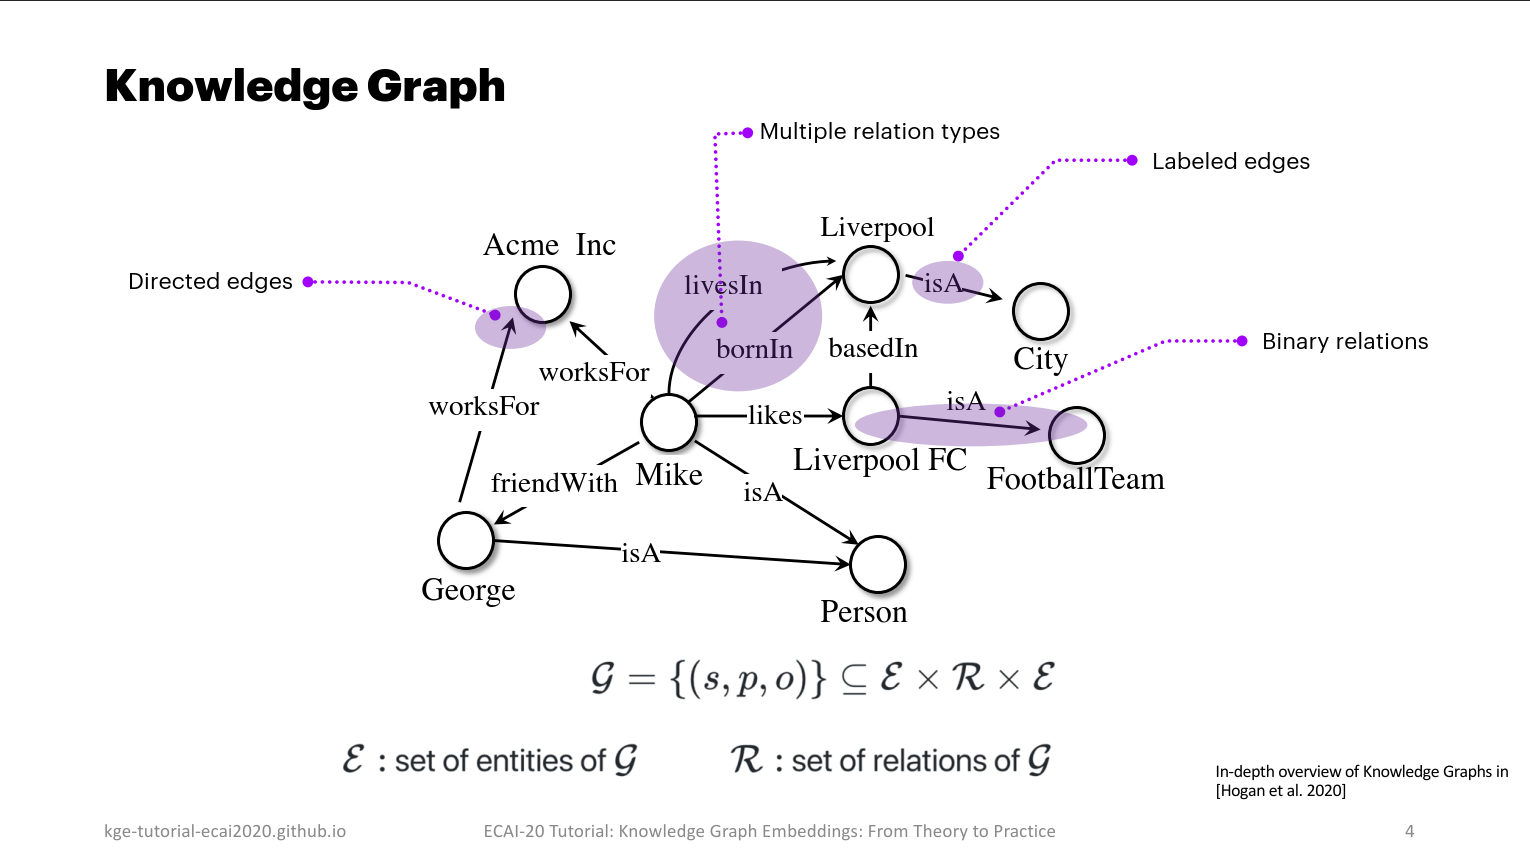 Knowledge Graph
Multiple relation types
Labeled edges
Directed edges
Binary relations
Acme Inc
Liverpool
livesIn
isA
bornIn
basedIn
City
worksFor
worksFor
likes
isA
Liverpool FC
FootballTeam
friendWith
Mike
isA
isA
George
Person
𝒢 = {(s, p, o)} ⊆ ℰ × ℛ × ℰ
ℰ : set of entities of 𝒢
ℛ : set of relations of 𝒢
In-depth overview of Knowledge Graphs in
[Hogan et al. 2020]
kge-tutorial-ecai2020.github.io
ECAI-20 Tutorial: Knowledge Graph Embeddings: From Theory to Practice
4